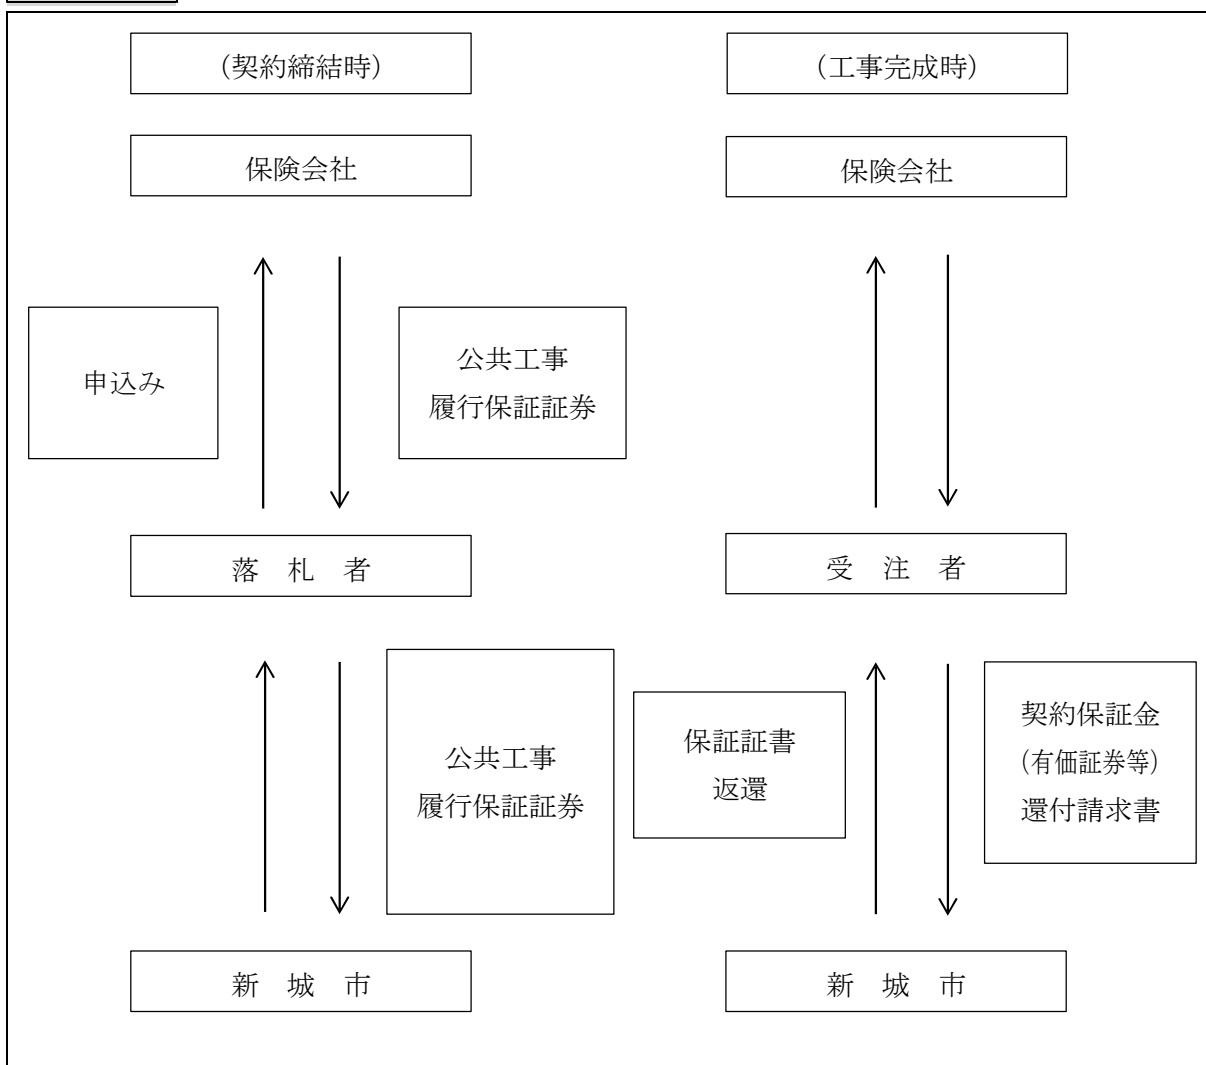 （契約締結時）
保険会社
申込み
公共工事
履行保証証券
落　札　者
公共工事
履行保証証券
新　城　市
（工事完成時）
保険会社
受　注　者
保証証書
返還
契約保証金
（有価証券等）
還付請求書
新　城　市